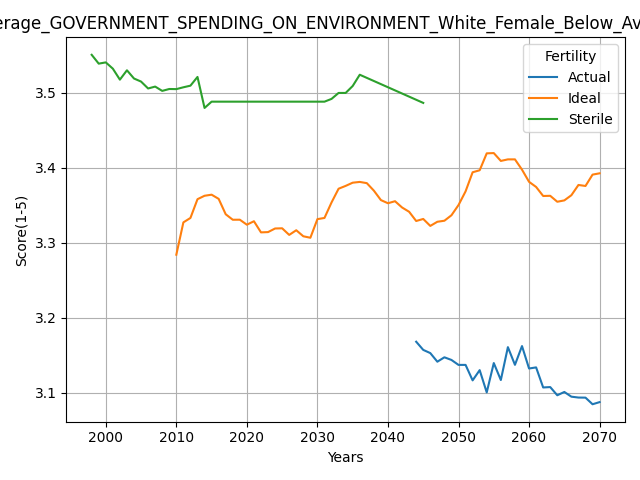 erage_GOVERNMENT_SPENDING_ON_ENVIRONMENT_White_Female_Below_Av
Fertility
Actual
Ideal
Sterile
Score(1-5)
3.5
3.4
3.3
3.2
3.1
2000 2010 2020 2030 2040 2050 2060 2070
Years